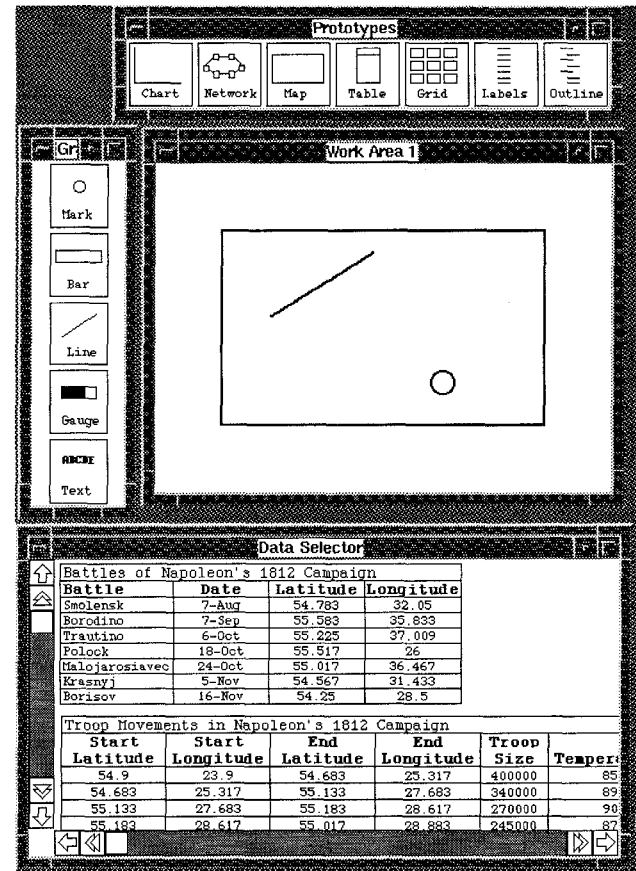 Prototypes
Chart Network Map Table Grid Labels Outline
Gr
Work Area 1
Mark
Bar
Line
Gauge
ABCDE
Text
Data Selector
Battles of Napoleon's 1812 Campaign
Battle Date Latitude Longitude
Smolensk 7-Aug 54.783 32.05
Borodino 7-Sep 55.583 35.833
Trautino 6-Oct 55.225 37.009
Polock 18-Oct 55.517 26
Malojarosiavec 24-Oct 55.017 36.467
Krasnyj 5-Nov 54.567 31.433
Borisov 16-Nov 54.25 28.5
Troop Movements in Napoleon's 1812 Campaign
Start Start End End Troop
Latitude Longitude Latitude Longitude Size Tempera
54.9 23.9 54.683 25.317 400000 85
54.683 25.317 55.133 27.683 340000 89
55.133 27.683 55.183 28.617 270000 90
55.183 28.617 55.017 28.883 245000 87